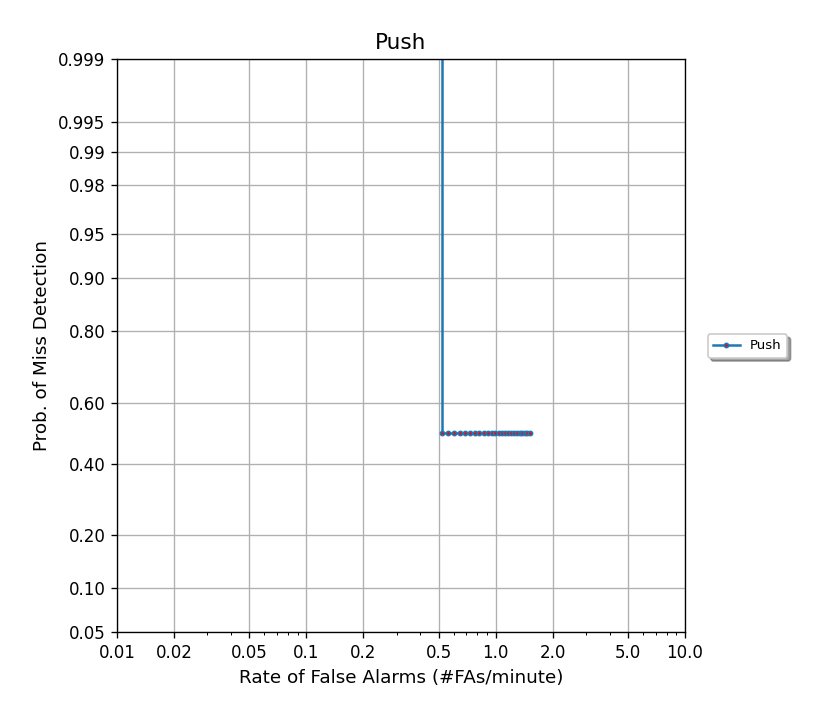 Push
0.999
0.995
0.99
0.98
0.95
0.90
0.80
0.60
0.40
0.20
0.10
0.05
Prob. of Miss Detection
Push
0.01 0.02 0.05 0.1 0.2 0.5 1.0 2.0 5.0 10.0
Rate of False Alarms (#FAs/minute)